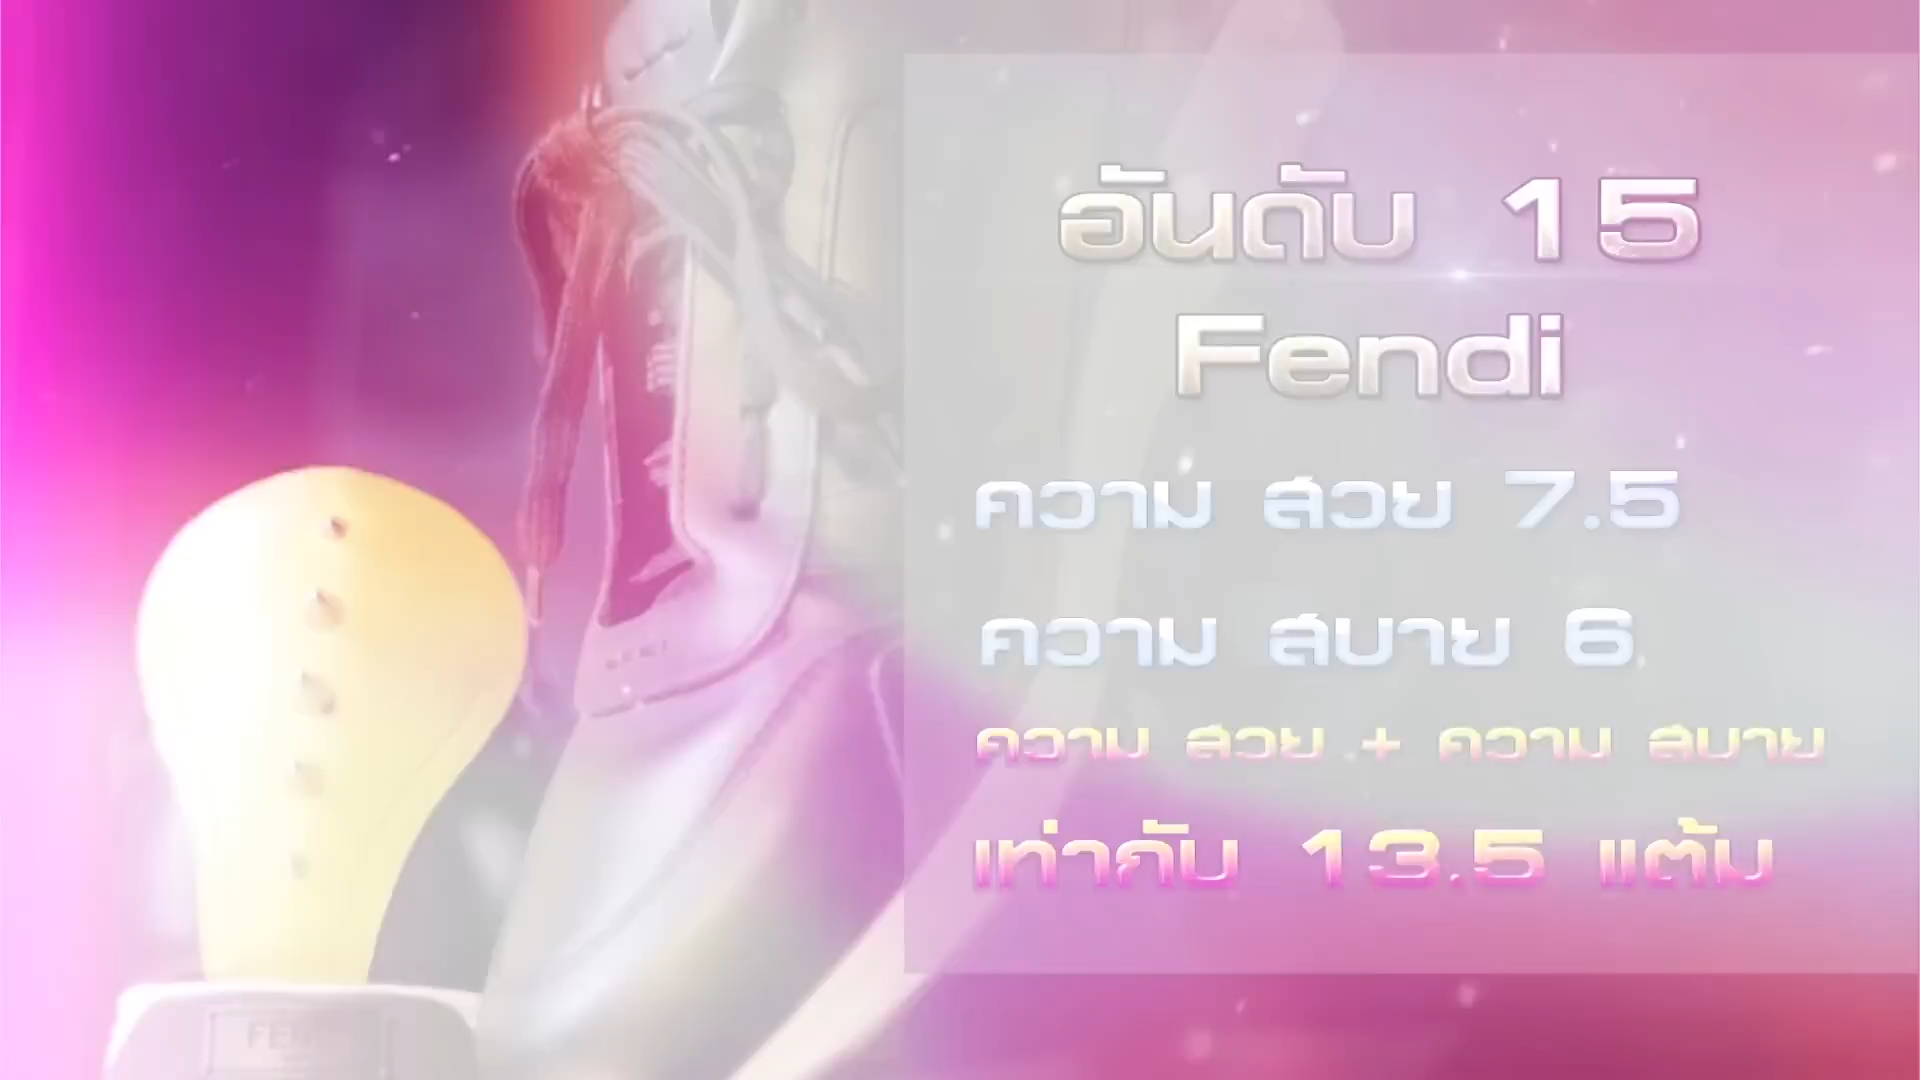 อันดับ 15
Fendi
ความ สวย 7.5
ความ สบาย 6
ความ สวย + ความ สบาย
เท่ากับ 13.5 แต้ม